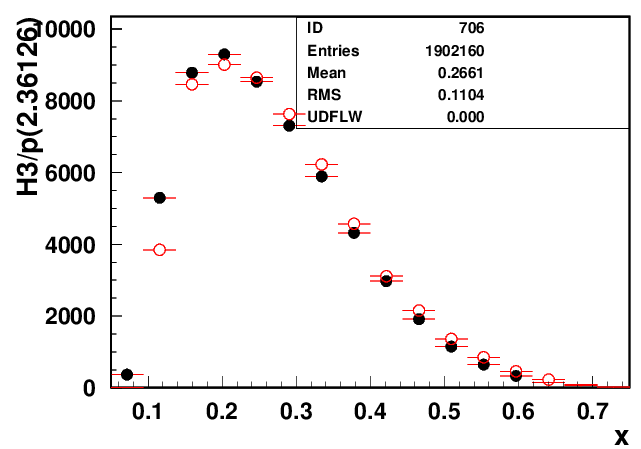 H3/p(2.36126)
10000
8000
6000
4000
2000
0
ID 706
Entries 1902160
Mean 0.2661
RMS 0.1104
UDFLW 0.000
0.1 0.2 0.3 0.4 0.5 0.6 0.7
x